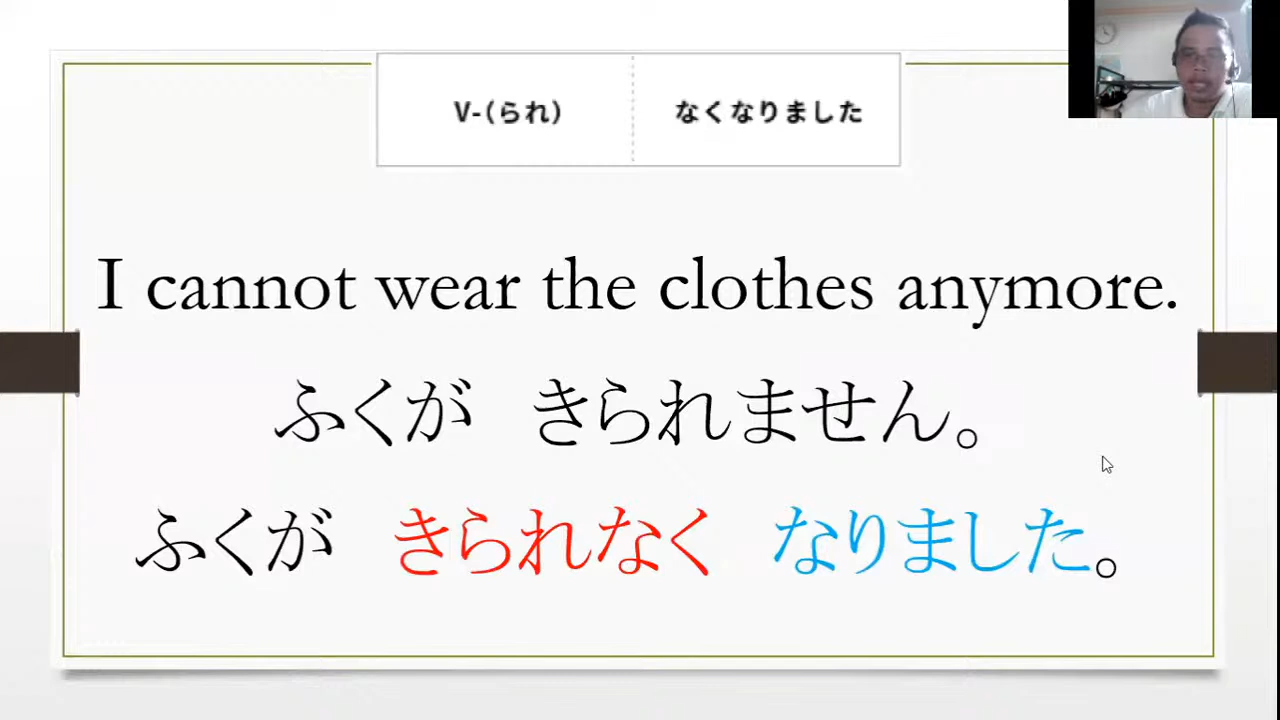 V-(られ) なくなりました
I cannot wear the clothes anymore.
ふくが きられません。
ふくが きられなく なりました。